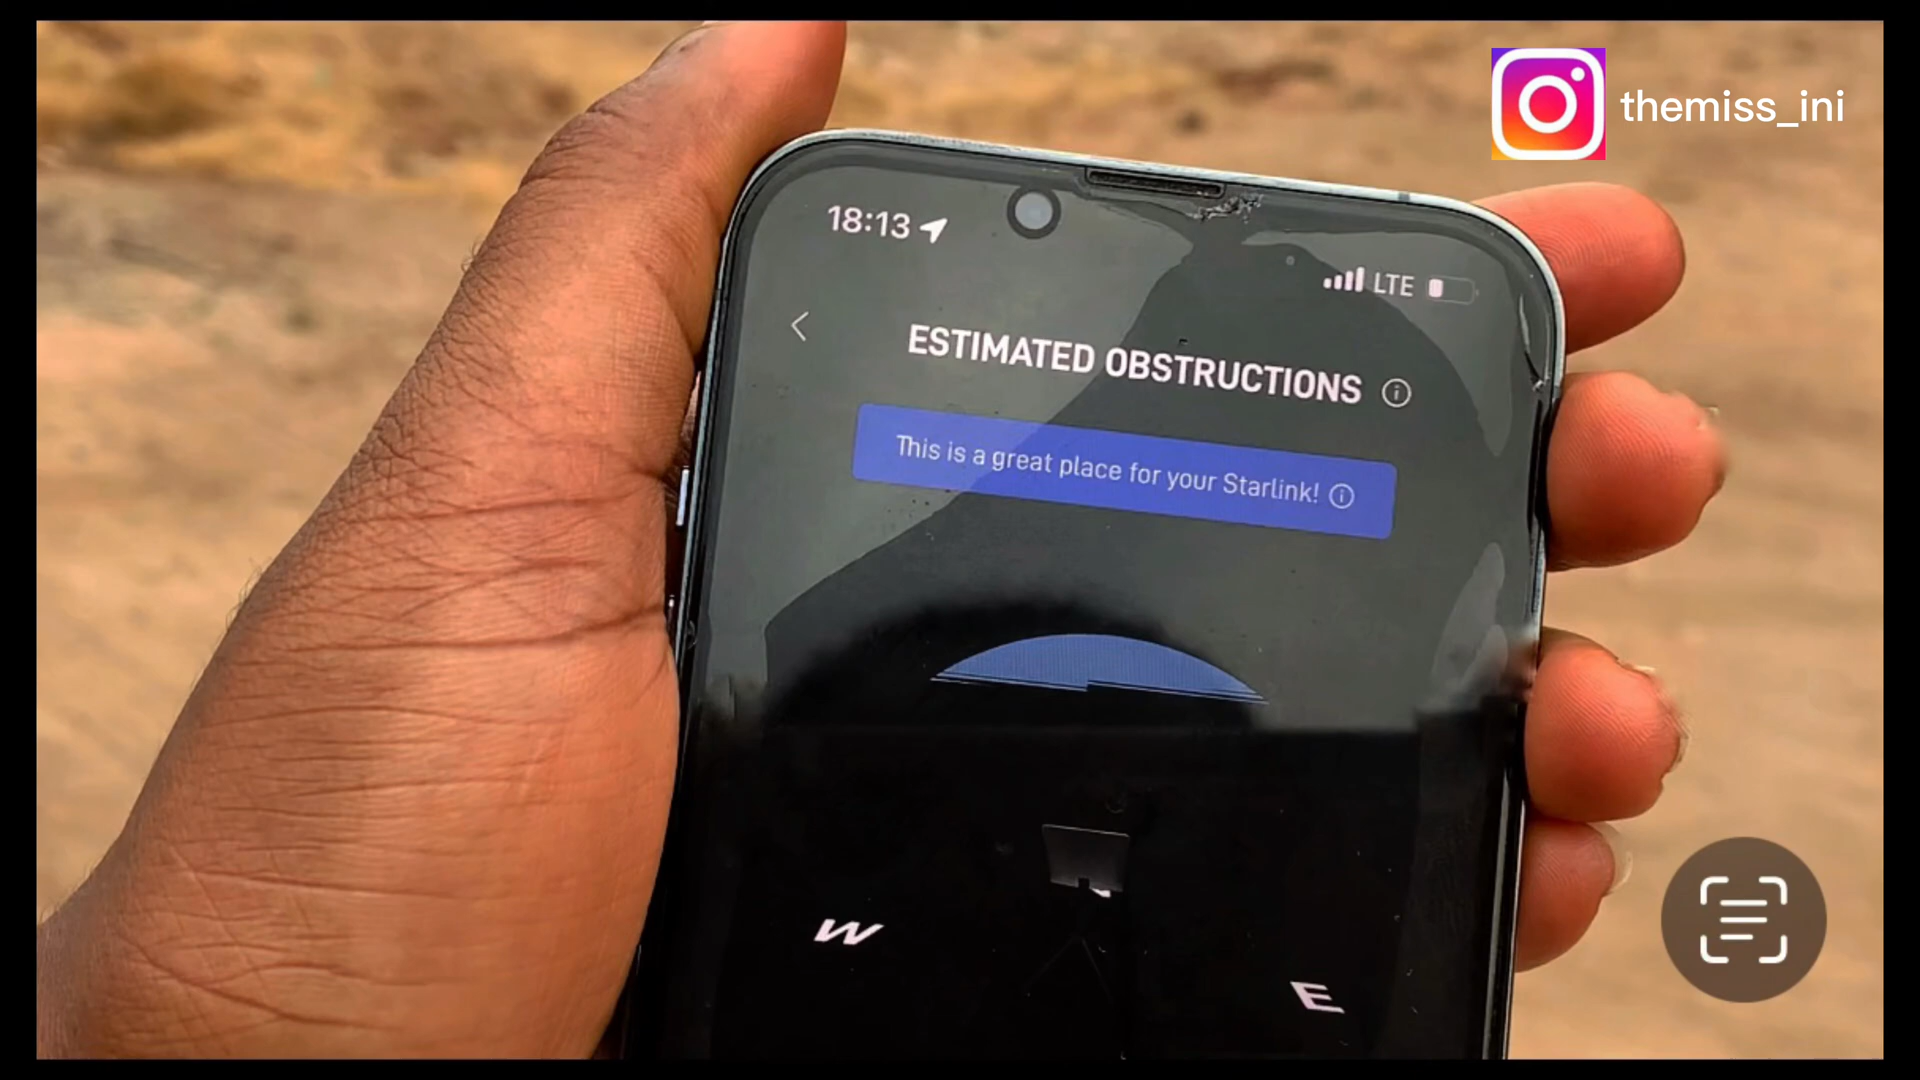 themiss_ini
18:13
LTE
ESTIMATED OBSTRUCTIONS
This is a great place for your Starlink!
W
E